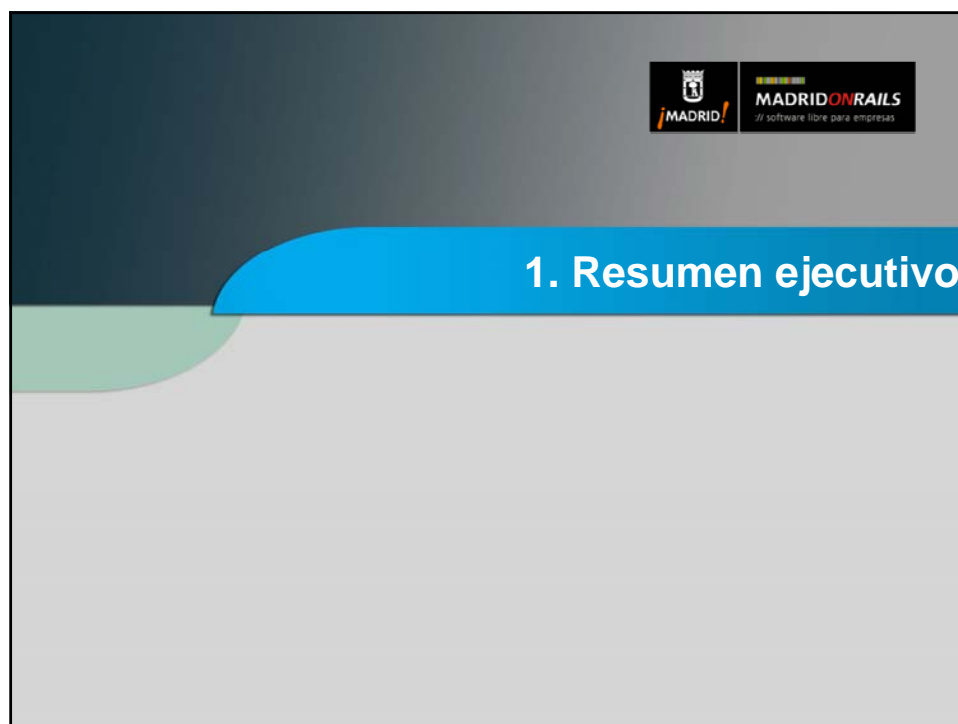 ¡MADRID!
MADRIDONRAILS
:// software libre para empresas
1. Resumen ejecutivo